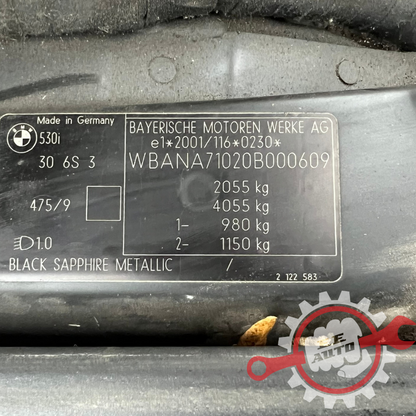 Made in Germany
530i
30 6S 3
475/9
1.0
BLACK SAPPHIRE METALLIC /
BAYERISCHE MOTOREN WERKE AG
e1*2001/116*0230*
WBANA71020B000609
2055 kg
4055 kg
1- 980 kg
2- 1150 kg
2 122 583
AUTO